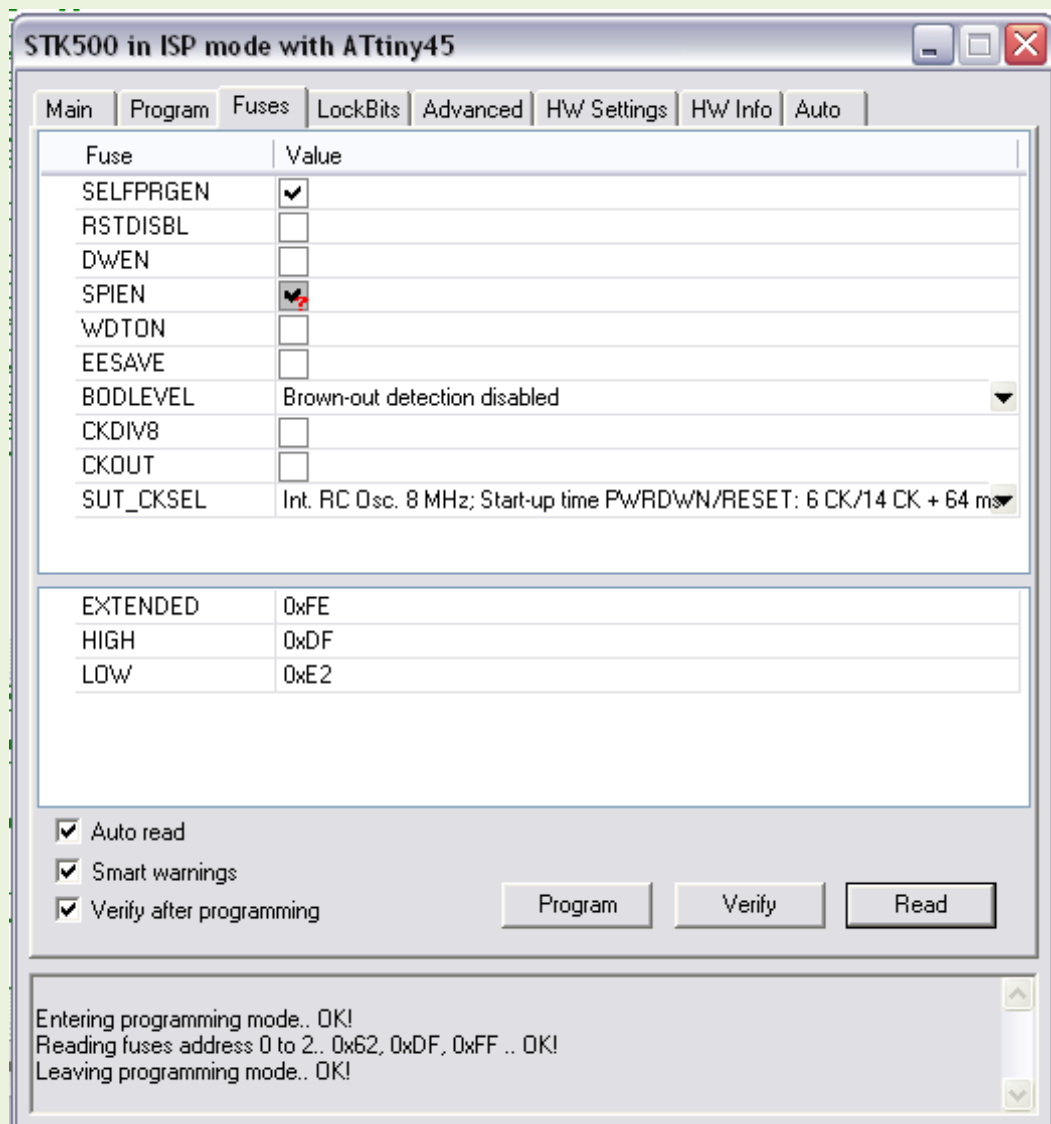 STK500 in ISP mode with ATtiny45
Main Program Fuses LockBits Advanced HW Settings HW Info Auto
Fuse Value
SELFPRGEN
RSTDISBL
DWEN
SPIEN ?
WDTON
EESAVE
BODLEVEL Brown-out detection disabled
CKDIV8
CKOUT
SUT_CKSEL Int. RC Osc. 8 MHz; Start-up time PWRDWN/RESET: 6 CK/14 CK + 64 ms
EXTENDED 0xFE
HIGH 0xDF
LOW 0xE2
Auto read
Smart warnings
Verify after programming
Program Verify Read
Entering programming mode.. OK!
Reading fuses address 0 to 2.. 0x62, 0xDF, 0xFF .. OK!
Leaving programming mode.. OK!